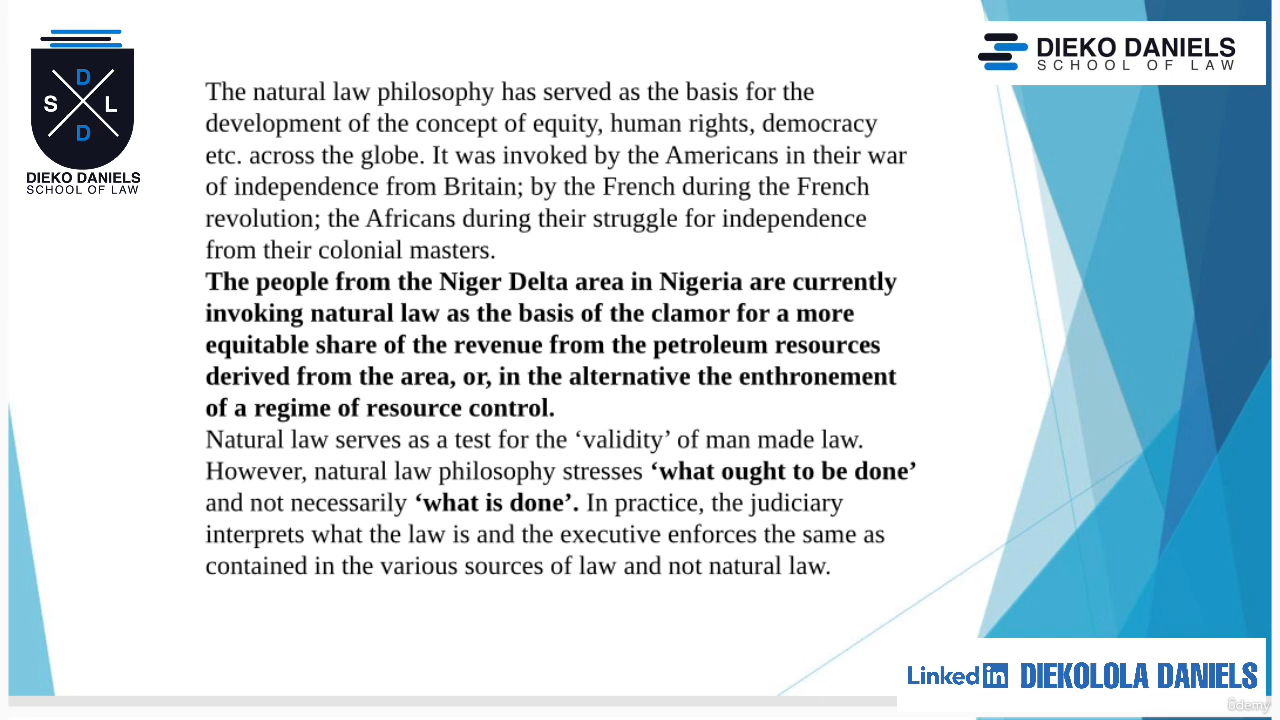 D
S L
D
DIEKO DANIELS
SCHOOL OF LAW
DIEKO DANIELS
SCHOOL OF LAW
The natural law philosophy has served as the basis for the
development of the concept of equity, human rights, democracy
etc. across the globe. It was invoked by the Americans in their war
of independence from Britain; by the French during the French
revolution; the Africans during their struggle for independence
from their colonial masters.
The people from the Niger Delta area in Nigeria are currently
invoking natural law as the basis of the clamor for a more
equitable share of the revenue from the petroleum resources
derived from the area, or, in the alternative the enthronement
of a regime of resource control.
Natural law serves as a test for the ‘validity’ of man made law.
However, natural law philosophy stresses ‘what ought to be done’
and not necessarily ‘what is done’. In practice, the judiciary
interprets what the law is and the executive enforces the same as
contained in the various sources of law and not natural law.
Linkedin DIEKOLOLA DANIELS
ûdemy